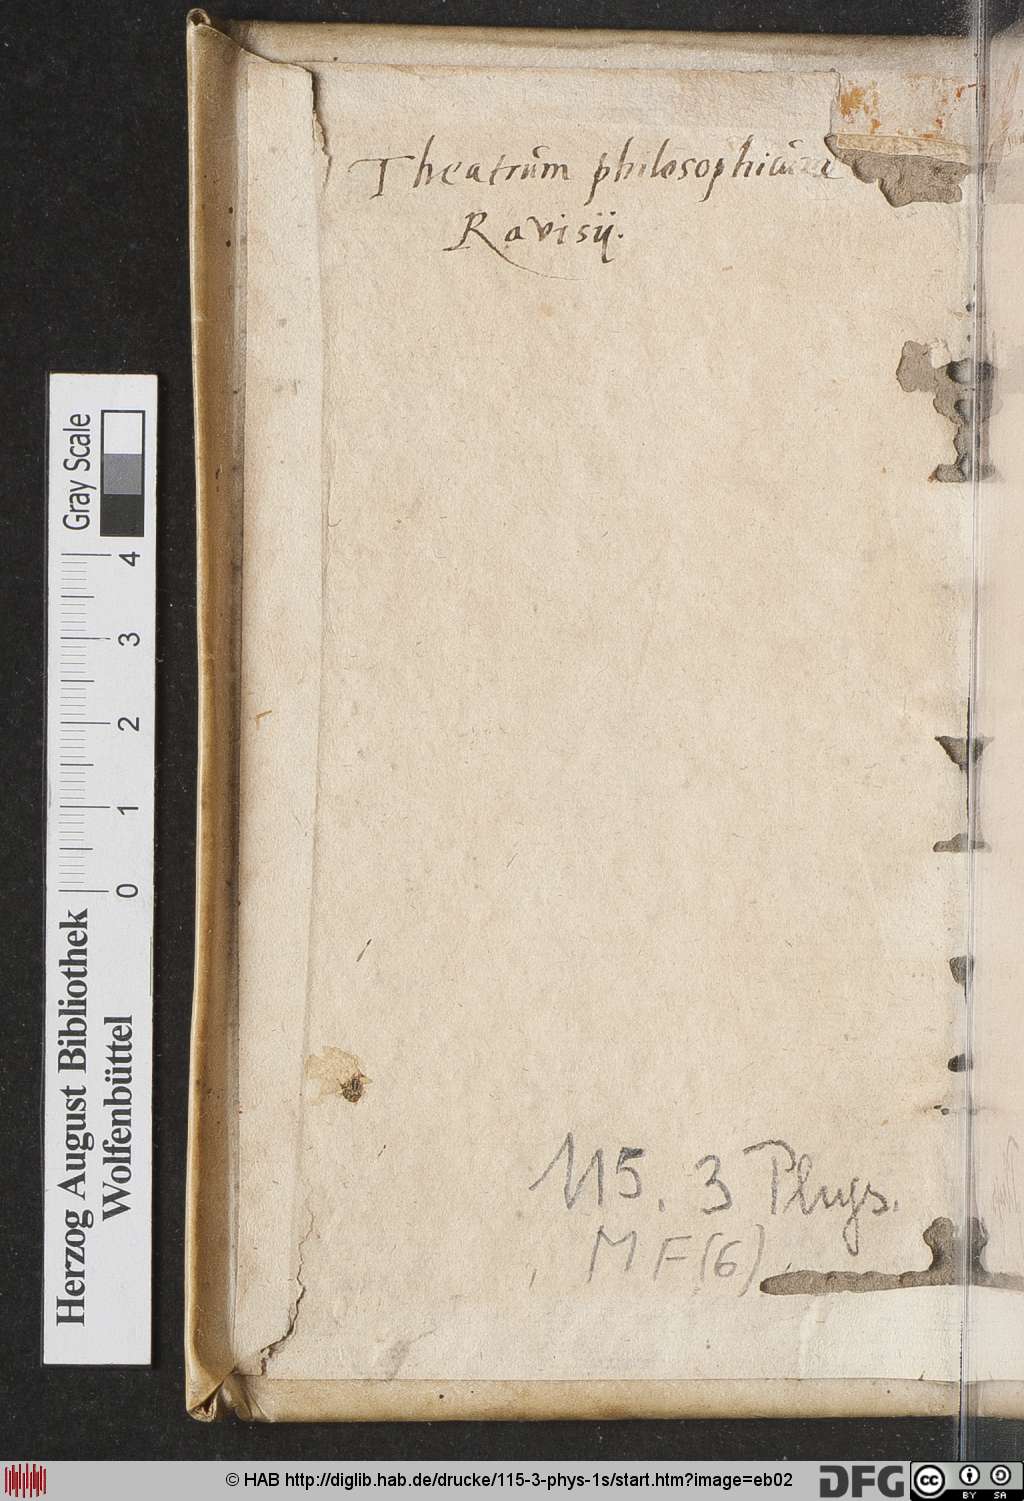 Theatrum philosophicum
Ravisij.
115. 3 Phys.
MF(6)
Gray Scale
0 1 2 3 4
Herzog August Bibliothek
Wolfenbüttel
© HAB http://diglib.hab.de/drucke/115-3-phys-1s/start.htm?image=eb02
DFG
cc
BY SA